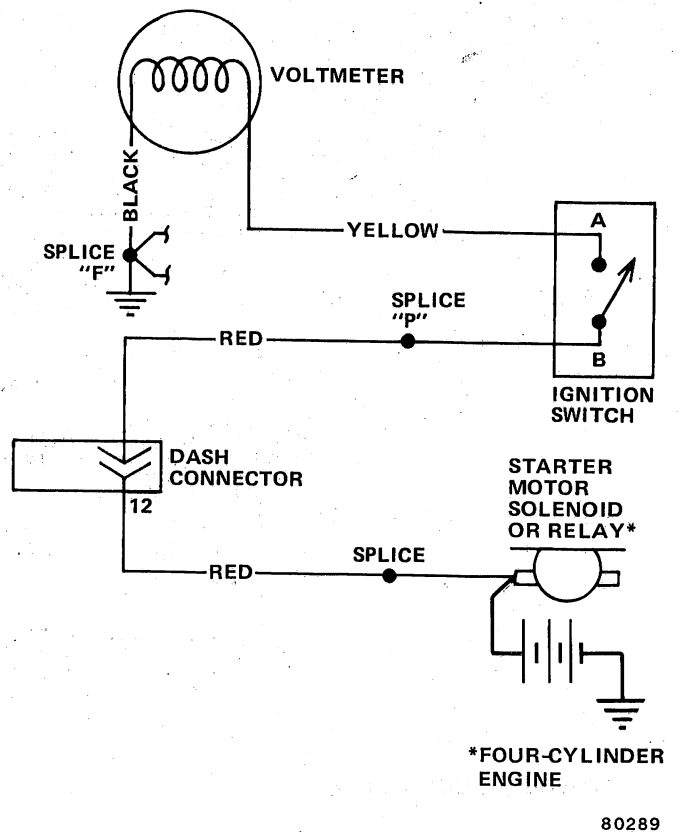 VOLTMETER
BLACK
A
YELLOW
SPLICE
"F"
SPLICE
"P"
RED
B
IGNITION
SWITCH
DASH
CONNECTOR
12
STARTER
MOTOR
SOLENOID
OR RELAY*
SPLICE
RED
*FOUR-CYLINDER
ENGINE
80289